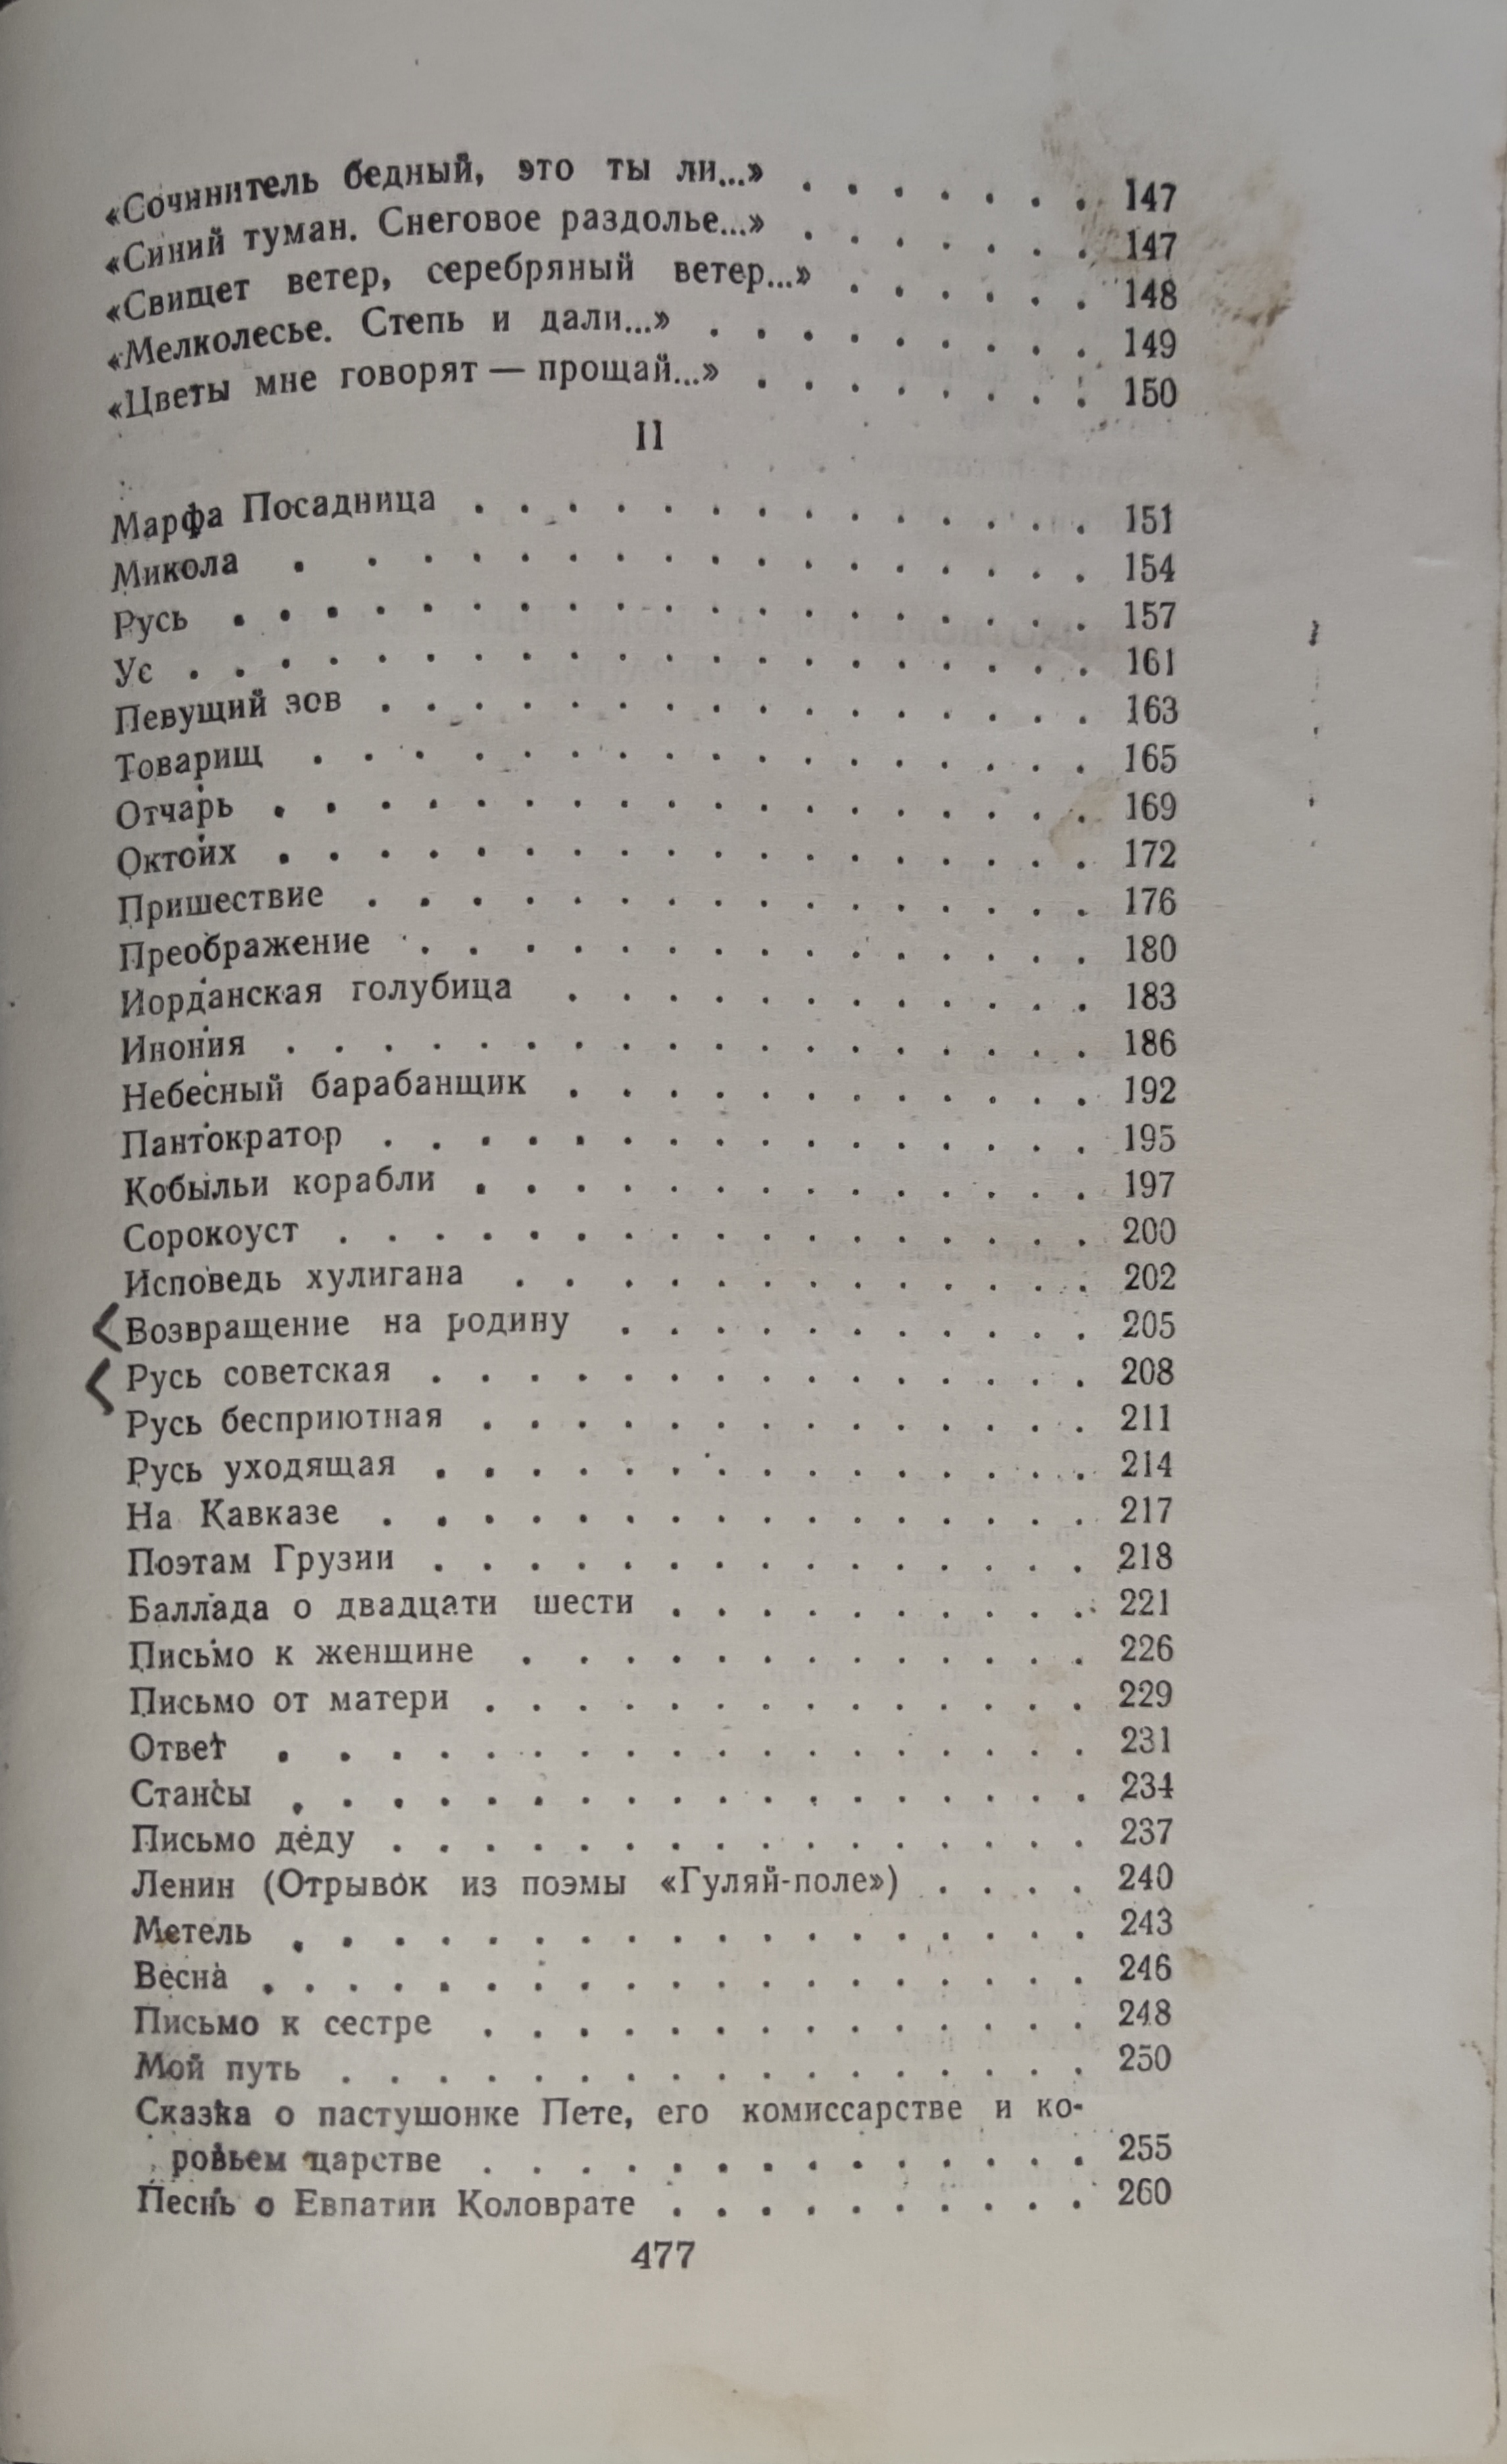 «Сочинитель бедный, это ты ли...» . . . . . . . 147
«Синий туман. Снеговое раздолье...» . . . . . . . 147
«Свищет ветер, серебряный ветер...» . . . . . . 148
«Мелколесье. Степь и дали...» . . . . . . . . . 149
«Цветы мне говорят — прощай...» . . . . . . . . 150
II
Марфа Посадница . . . . . . . . . . . . . . 151
Микола . . . . . . . . . . . . . . . . 154
Русь . . . . . . . . . . . . . . . . . . . 157
Ус . . . . . . . . . . . . . . . . . . . . 161
Певущий зов . . . . . . . . . . . . . . . . 163
Товарищ . . . . . . . . . . . . . . . . . 165
Отчарь . . . . . . . . . . . . . . . . . . 169
Октоих . . . . . . . . . . . . . . . . . . 172
Пришествие . . . . . . . . . . . . . . . . 176
Преображение . . . . . . . . . . . . . . . 180
Иорданская голубица . . . . . . . . . . . . 183
Инония . . . . . . . . . . . . . . . . . . 186
Небесный барабанщик . . . . . . . . . . . . 192
Пантократор . . . . . . . . . . . . . . . . 195
Кобыльи корабли . . . . . . . . . . . . . . 197
Сорокоуст . . . . . . . . . . . . . . . . . 200
Исповедь хулигана . . . . . . . . . . . . . 202
Возвращение на родину . . . . . . . . . . . 205
Русь советская . . . . . . . . . . . . . . . 208
Русь бесприютная . . . . . . . . . . . . . . 211
Русь уходящая . . . . . . . . . . . . . . . 214
На Кавказе . . . . . . . . . . . . . . . . 217
Поэтам Грузии . . . . . . . . . . . . . . . 218
Баллада о двадцати шести . . . . . . . . . . 221
Письмо к женщине . . . . . . . . . . . . . 226
Письмо от матери . . . . . . . . . . . . . . 229
Ответ . . . . . . . . . . . . . . . . . . 231
Стансы . . . . . . . . . . . . . . . . . . 234
Письмо деду . . . . . . . . . . . . . . . . 237
Ленин (Отрывок из поэмы «Гуляй-поле») . . . . 240
Метель . . . . . . . . . . . . . . . . . . 243
Весна . . . . . . . . . . . . . . . . . . . 246
Письмо к сестре . . . . . . . . . . . . . . 248
Мой путь . . . . . . . . . . . . . . . . . 250
Сказка о пастушонке Пете, его комиссарстве и ко-
ровьем царстве . . . . . . . . . . . . . . 255
Песнь о Евпатии Коловрате . . . . . . . . . . 260
477